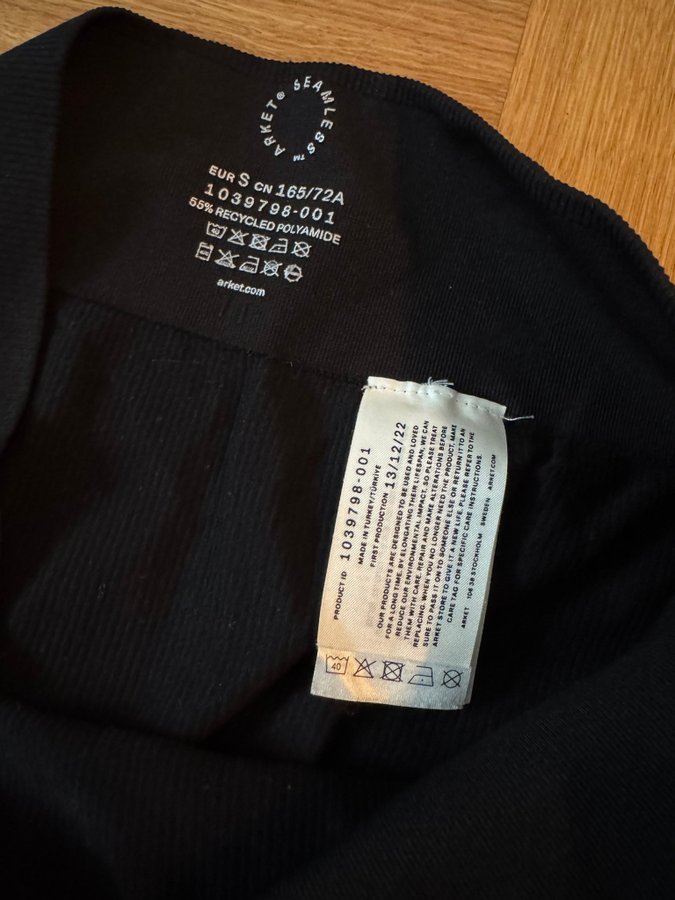 ARKET® SEAMLESS™
EUR S CN 165/72A
1039798-001
55% RECYCLED POLYAMIDE
40
arket.com
PRODUCT ID 1039798-001
MADE IN TURKEY/TÜRKIYE
FIRST PRODUCTION 13/12/22
OUR PRODUCTS ARE DESIGNED TO BE USED AND LOVED
FOR A LONG TIME. BY ELONGATING THEIR LIFESPAN, WE CAN
REDUCE OUR ENVIRONMENTAL IMPACT, SO PLEASE TREAT
THEM WITH CARE. REPAIR AND MAKE ALTERATIONS BEFORE
REPLACING. WHEN YOU NO LONGER NEED THE PRODUCT, MAKE
SURE TO PASS IT ON TO SOMEONE ELSE OR RETURN IT TO AN
ARKET STORE TO GIVE IT A NEW LIFE. PLEASE REFER TO THE
CARE TAG FOR SPECIFIC CARE INSTRUCTIONS.
ARKET 106 38 STOCKHOLM SWEDEN ARKET.COM
40